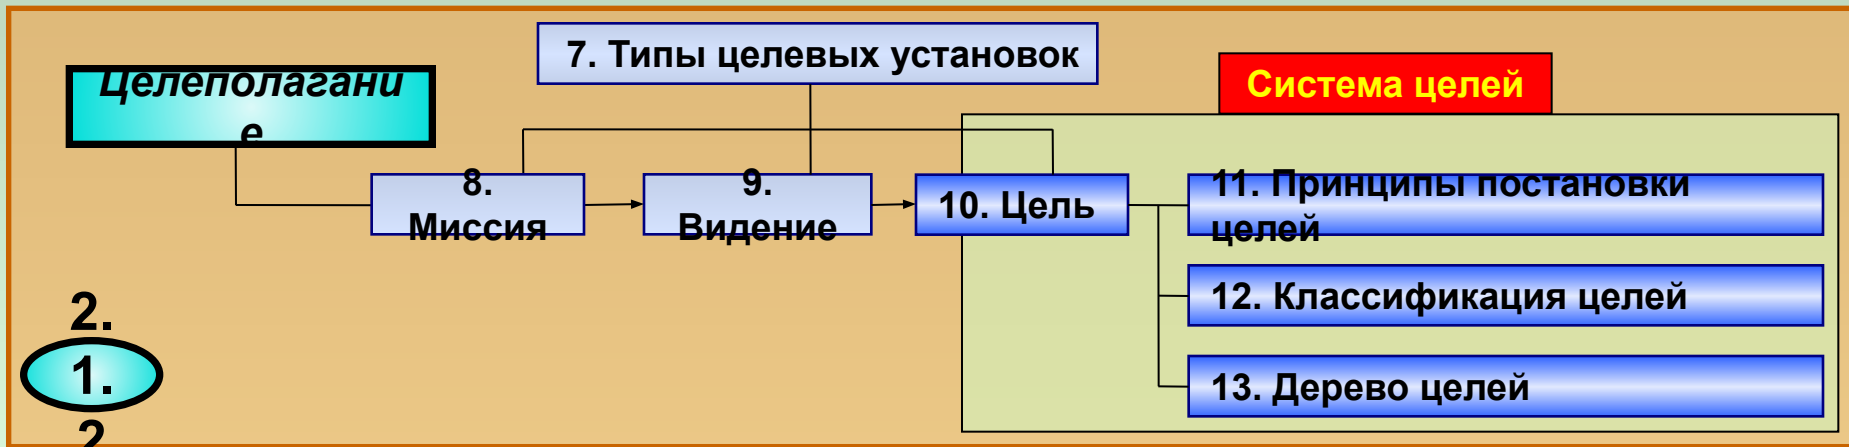 7. Типы целевых установок
Целеполагани
е
Система целей
8.
Миссия
9.
Видение
10. Цель
11. Принципы постановки
целей
12. Классификация целей
13. Дерево целей
2.
1.
2